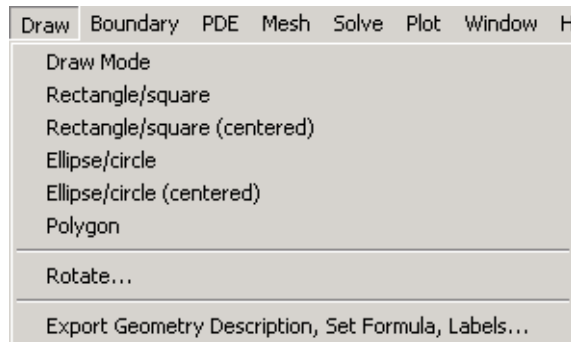 Draw Boundary PDE Mesh Solve Plot Window
Draw Mode
Rectangle/square
Rectangle/square (centered)
Ellipse/circle
Ellipse/circle (centered)
Polygon
Rotate...
Export Geometry Description, Set Formula, Labels...